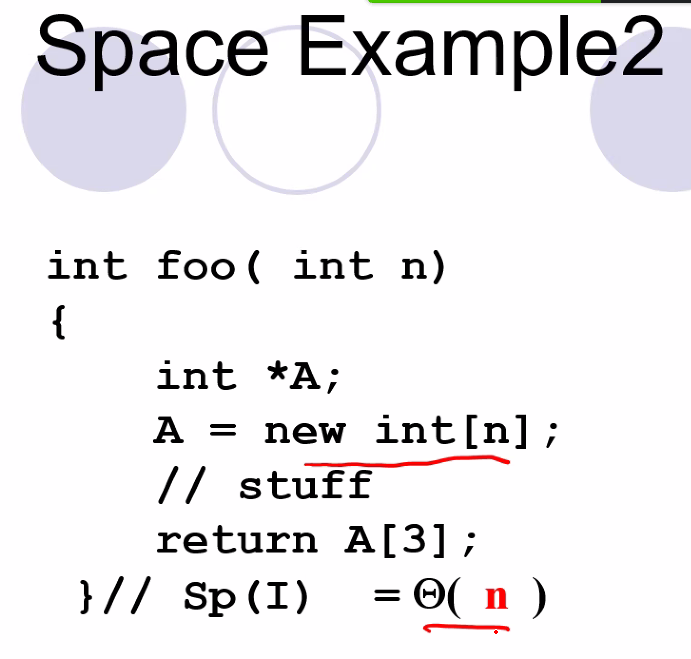 Space Example2
int foo( int n)
{
int *A;
A = new int[n];
// stuff
return A[3];
}// Sp(I) = Θ( n )